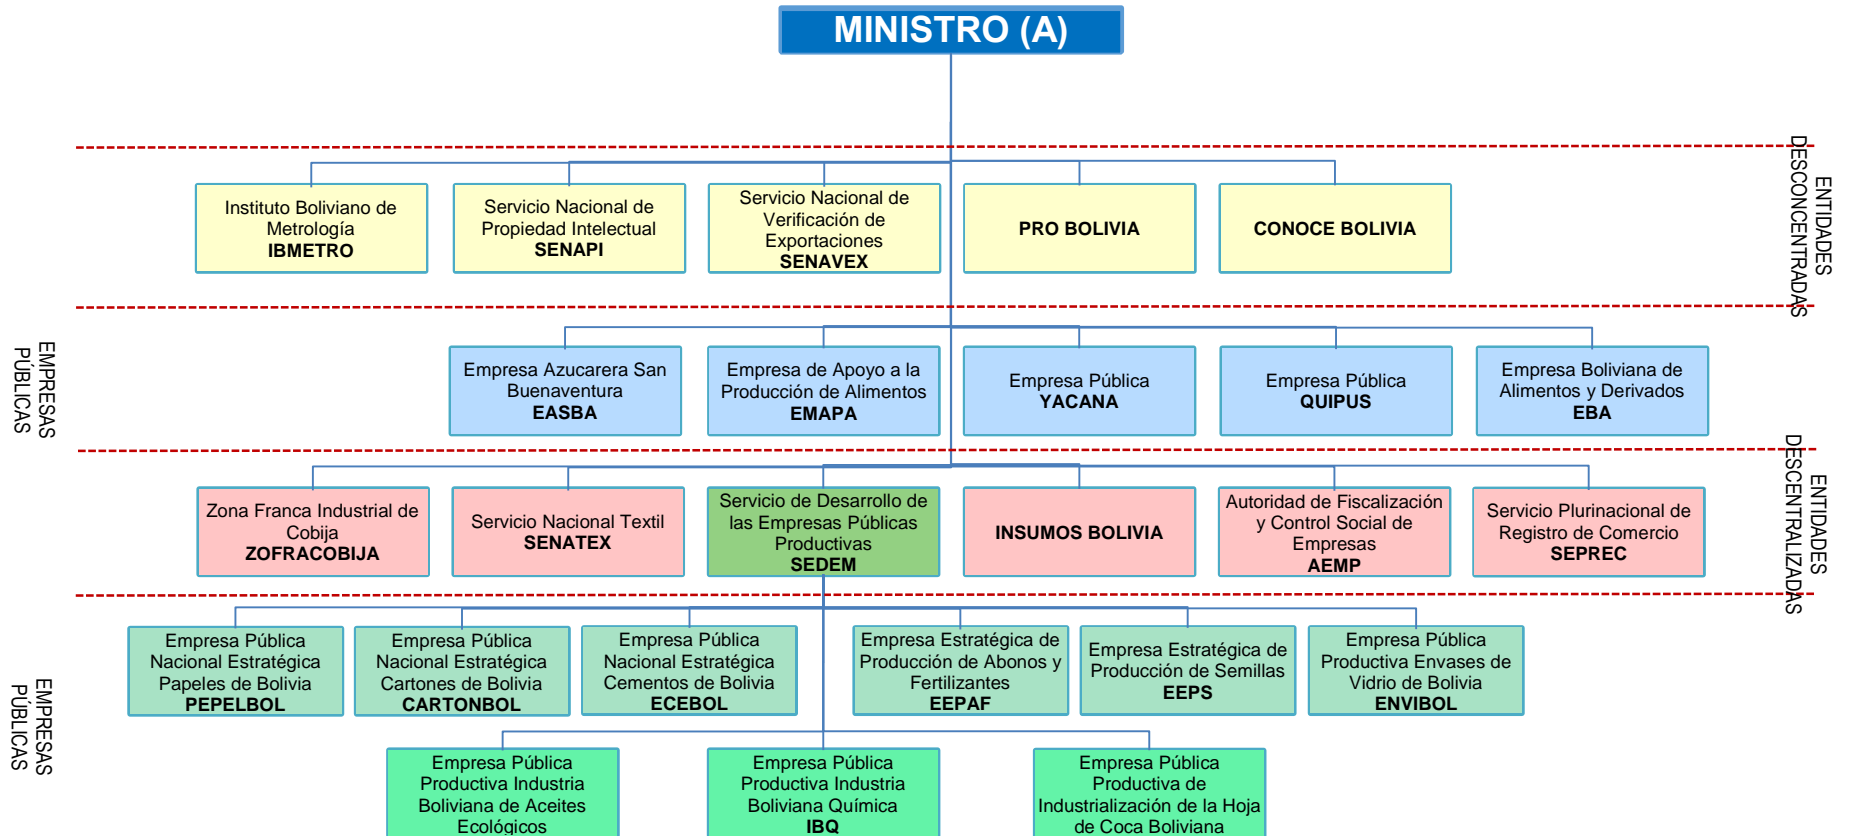 MINISTRO (A)
ENTIDADES
DESCONCENTRADAS
Instituto Boliviano de
Metrología
IBMETRO
Servicio Nacional de
Propiedad Intelectual
SENAPI
Servicio Nacional de
Verificación de
Exportaciones
SENAVEX
PRO BOLIVIA
CONOCE BOLIVIA
EMPRESAS
PÚBLICAS
Empresa Azucarera San
Buenaventura
EASBA
Empresa de Apoyo a la
Producción de Alimentos
EMAPA
Empresa Pública
YACANA
Empresa Pública
QUIPUS
Empresa Boliviana de
Alimentos y Derivados
EBA
ENTIDADES
DESCENTRALIZADAS
Zona Franca Industrial de
Cobija
ZOFRACOBIJA
Servicio Nacional Textil
SENATEX
Servicio de Desarrollo de
las Empresas Públicas
Productivas
SEDEM
INSUMOS BOLIVIA
Autoridad de Fiscalización
y Control Social de
Empresas
AEMP
Servicio Plurinacional de
Registro de Comercio
SEPREC
EMPRESAS
PÚBLICAS
Empresa Pública
Nacional Estratégica
Papeles de Bolivia
PEPELBOL
Empresa Pública
Nacional Estratégica
Cartones de Bolivia
CARTONBOL
Empresa Pública
Nacional Estratégica
Cementos de Bolivia
ECEBOL
Empresa Estratégica de
Producción de Abonos y
Fertilizantes
EEPAF
Empresa Estratégica de
Producción de Semillas
EEPS
Empresa Pública
Productiva Envases de
Vidrio de Bolivia
ENVIBOL
Empresa Pública
Productiva Industria
Boliviana de Aceites
Ecológicos
Empresa Pública
Productiva Industria
Boliviana Química
IBQ
Empresa Pública
Productiva de
Industrialización de la Hoja
de Coca Boliviana